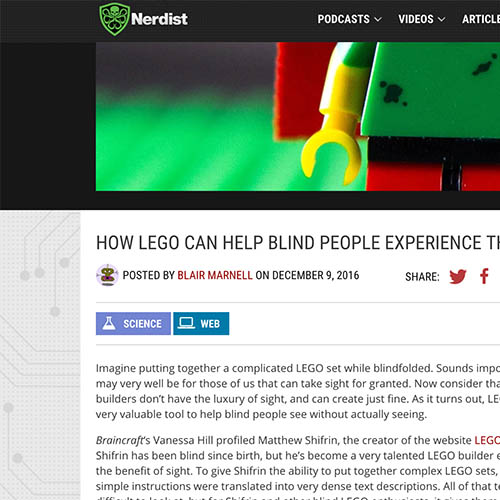 Nerdist
PODCASTS VIDEOS ARTICLE
HOW LEGO CAN HELP BLIND PEOPLE EXPERIENCE TH
POSTED BY BLAIR MARNELL ON DECEMBER 9, 2016 SHARE:
SCIENCE WEB
Imagine putting together a complicated LEGO set while blindfolded. Sounds impo
may very well be for those of us that can take sight for granted. Now consider tha
builders don't have the luxury of sight, and can create just fine. As it turns out, LE
very valuable tool to help blind people see without actually seeing.
Braincraft's Vanessa Hill profiled Matthew Shifrin, the creator of the website LEGO
Shifrin has been blind since birth, but he's become a very talented LEGO builder e
the benefit of sight. To give Shifrin the ability to put together complex LEGO sets,
simple instructions were translated into very dense text descriptions. All of that t